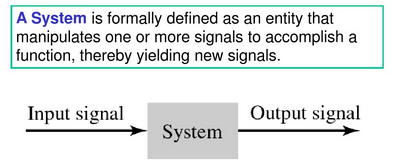 A System is formally defined as an entity that
manipulates one or more signals to accomplish a
function, thereby yielding new signals.
Input signal
System
Output signal